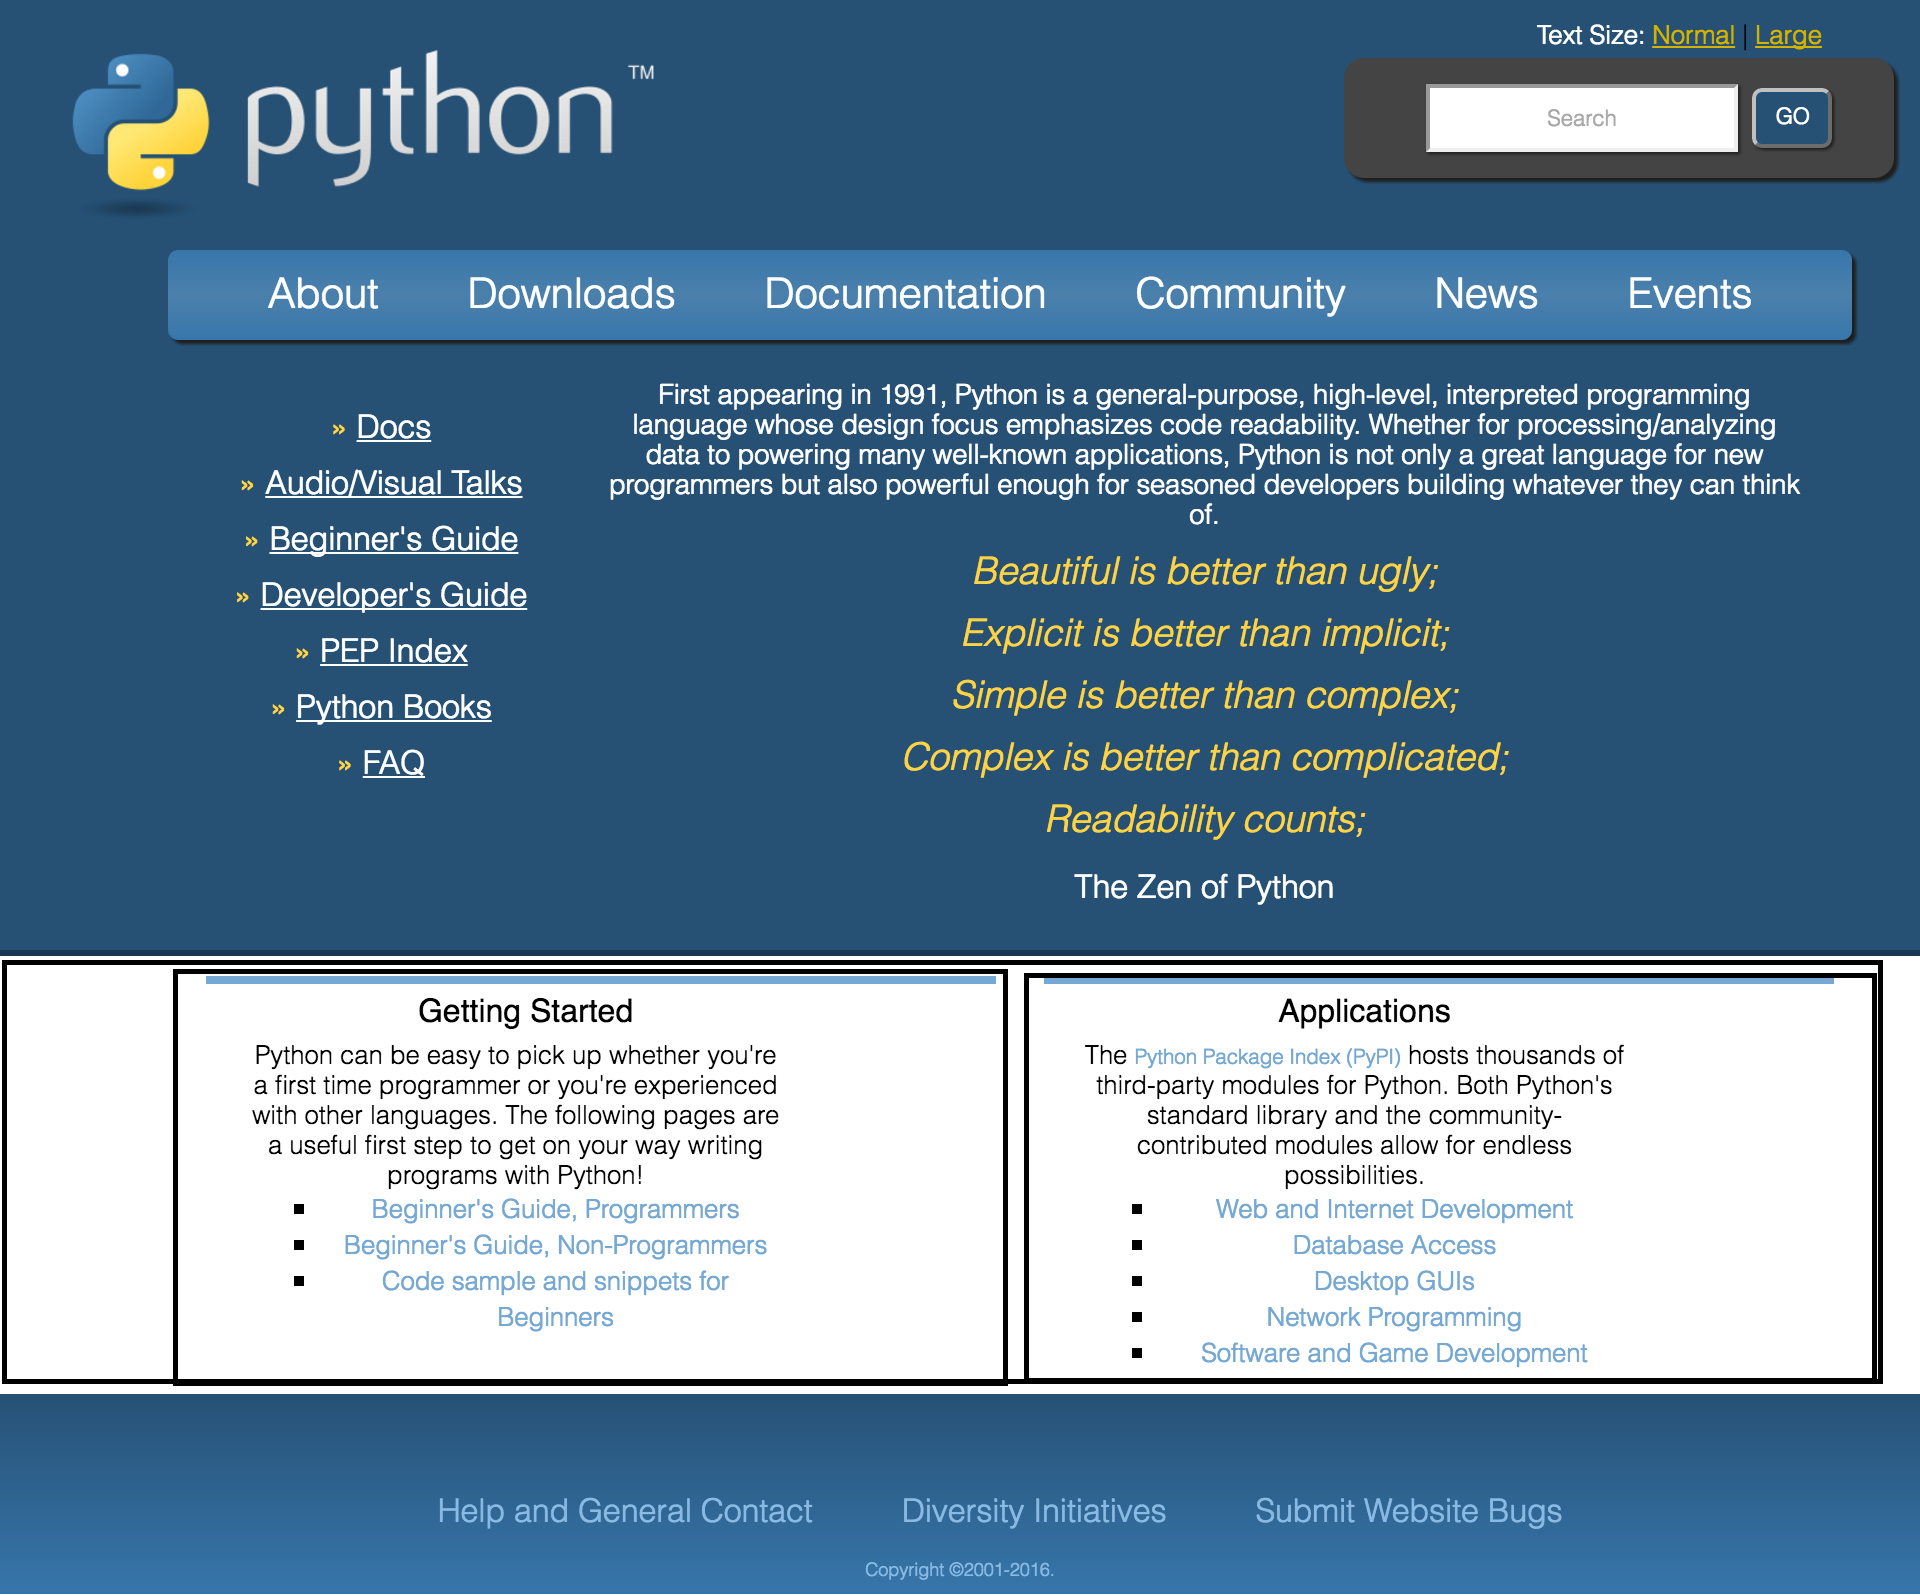 Text Size: Normal | Large
python ™
Search
GO
About Downloads Documentation Community News Events
» Docs
» Audio/Visual Talks
» Beginner's Guide
» Developer's Guide
» PEP Index
» Python Books
» FAQ
First appearing in 1991, Python is a general-purpose, high-level, interpreted programming
language whose design focus emphasizes code readability. Whether for processing/analyzing
data to powering many well-known applications, Python is not only a great language for new
programmers but also powerful enough for seasoned developers building whatever they can think
of.
Beautiful is better than ugly;
Explicit is better than implicit;
Simple is better than complex;
Complex is better than complicated;
Readability counts;
The Zen of Python
Getting Started
Python can be easy to pick up whether you're
a first time programmer or you're experienced
with other languages. The following pages are
a useful first step to get on your way writing
programs with Python!
Beginner's Guide, Programmers
Beginner's Guide, Non-Programmers
Code sample and snippets for
Beginners
Applications
The Python Package Index (PyPI) hosts thousands of
third-party modules for Python. Both Python's
standard library and the community-
contributed modules allow for endless
possibilities.
Web and Internet Development
Database Access
Desktop GUIs
Network Programming
Software and Game Development
Help and General Contact Diversity Initiatives Submit Website Bugs
Copyright ©2001-2016.